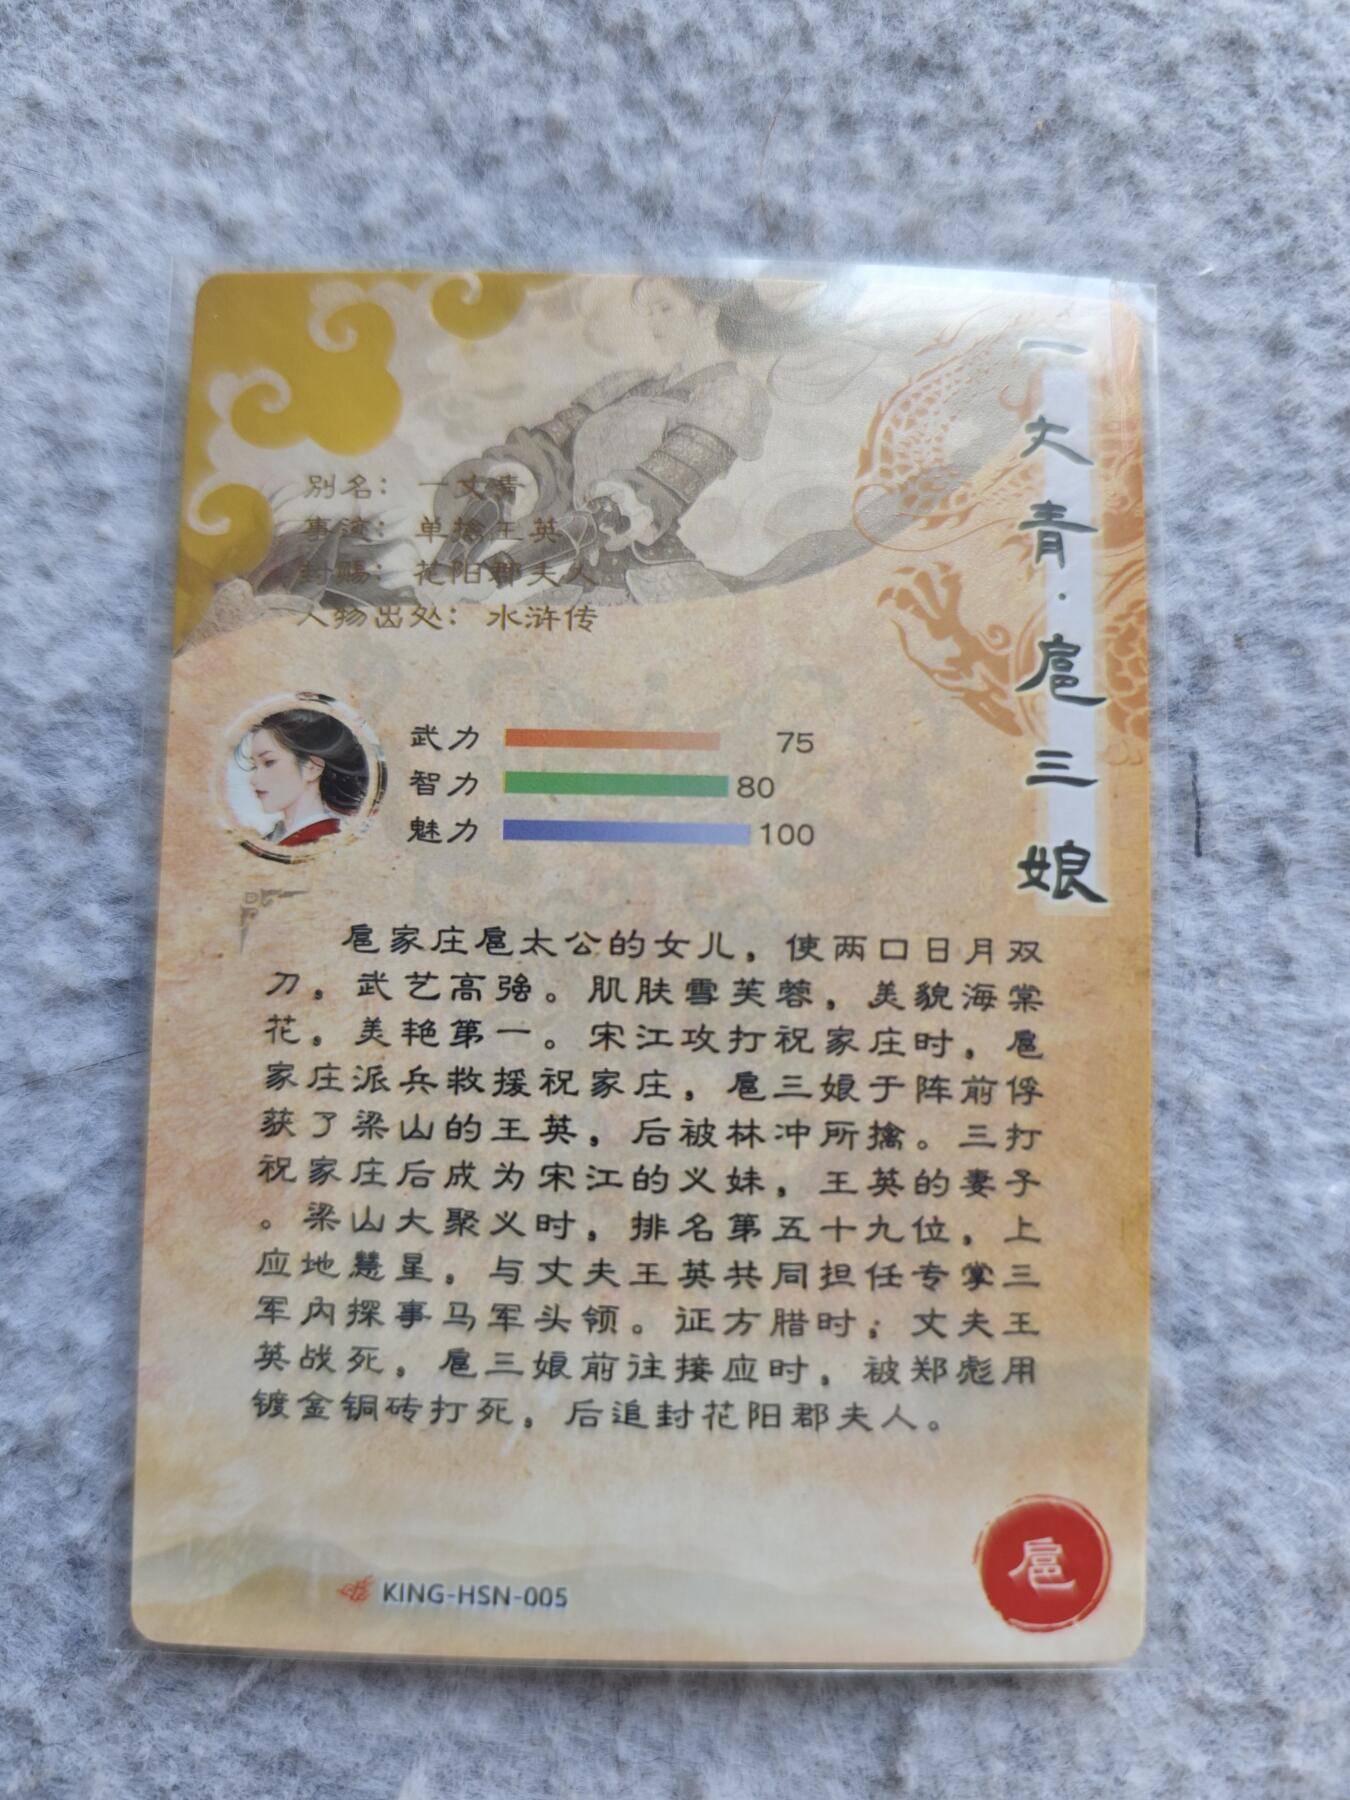 一大青·扈三娘
别名：一丈青
事迹：单擒王英
封赐：花阳郡夫人
人物出处：水浒传
武力 75
智力 80
魅力 100
扈家庄扈太公的女儿，使两口日月双
刀，武艺高强。肌肤雪芙蓉，美貌海棠
花，美艳第一。宋江攻打祝家庄时，扈
家庄派兵救援祝家庄，扈三娘于阵前俘
获了梁山的王英，后被林冲所擒。三打
祝家庄后成为宋江的义妹，王英的妻子
。梁山大聚义时，排名第五十九位，上
应地慧星，与丈夫王英共同担任专掌三
军内探事马军头领。证方腊时；丈夫王
英战死，扈三娘前往接应时，被郑彪用
镀金铜砖打死，后追封花阳郡夫人。
KING-HSN-005
扈